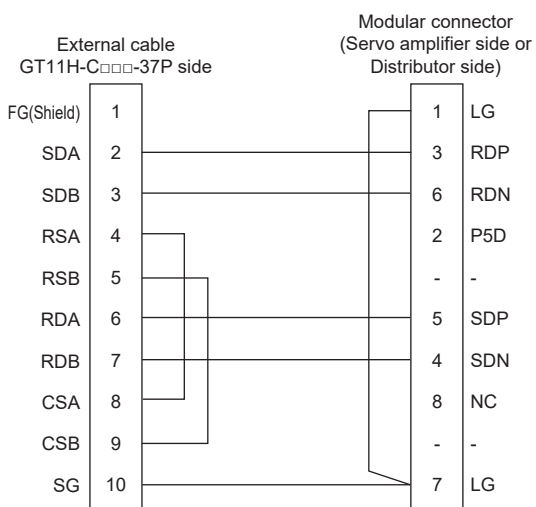 External cable
GT11H-C□□□-37P side
Modular connector
(Servo amplifier side or
Distributor side)
FG(Shield) 1 1 LG
SDA 2 3 RDP
SDB 3 6 RDN
RSA 4 2 P5D
RSB 5 - -
RDA 6 5 SDP
RDB 7 4 SDN
CSA 8 8 NC
CSB 9 - -
SG 10 7 LG